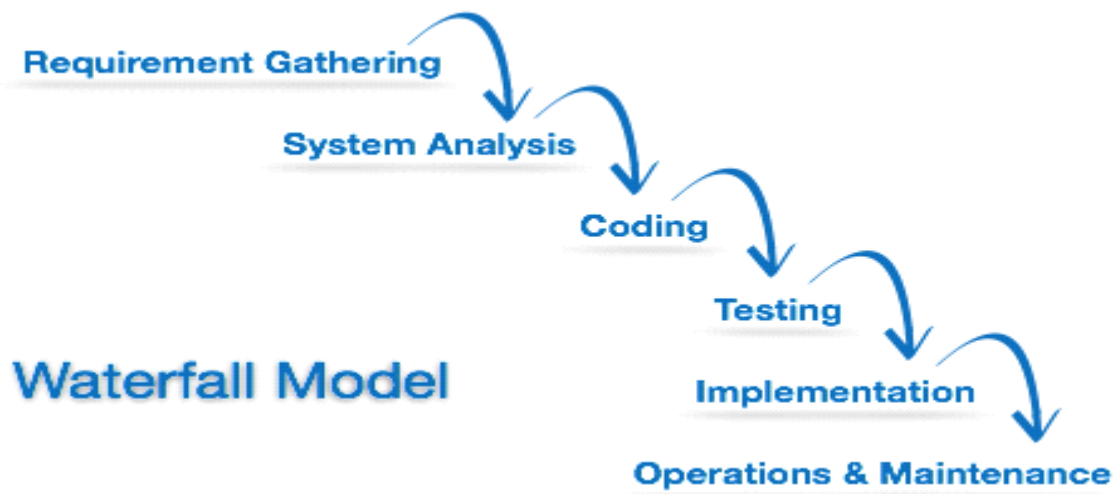 Requirement Gathering
System Analysis
Coding
Testing
Waterfall Model
Implementation
Operations & Maintenance